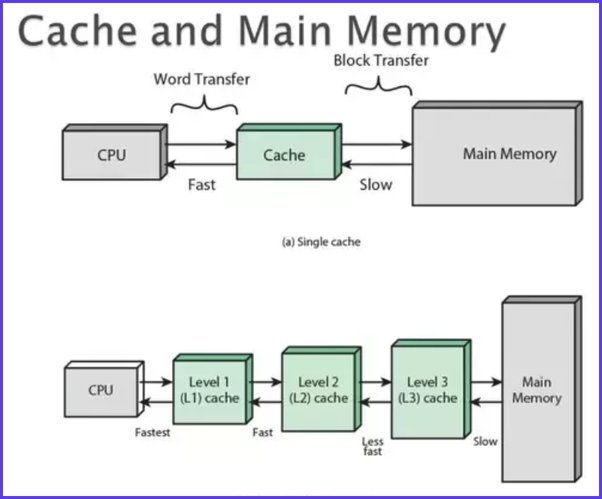 Cache and Main Memory
Block Transfer
Word Transfer
CPU
Cache
Main Memory
Fast
Slow
(a) Single cache
CPU
Level 1
(L1) cache
Level 2
(L2) cache
Level 3
(L3) cache
Main
Memory
Fastest
Fast
Less
fast
Slow